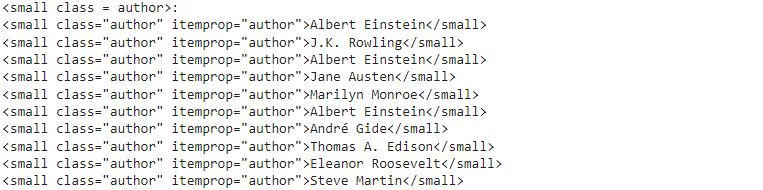 <small class = author>:
<small class="author" itemprop="author">Albert Einstein</small>
<small class="author" itemprop="author">J.K. Rowling</small>
<small class="author" itemprop="author">Albert Einstein</small>
<small class="author" itemprop="author">Jane Austen</small>
<small class="author" itemprop="author">Marilyn Monroe</small>
<small class="author" itemprop="author">Albert Einstein</small>
<small class="author" itemprop="author">André Gide</small>
<small class="author" itemprop="author">Thomas A. Edison</small>
<small class="author" itemprop="author">Eleanor Roosevelt</small>
<small class="author" itemprop="author">Steve Martin</small>